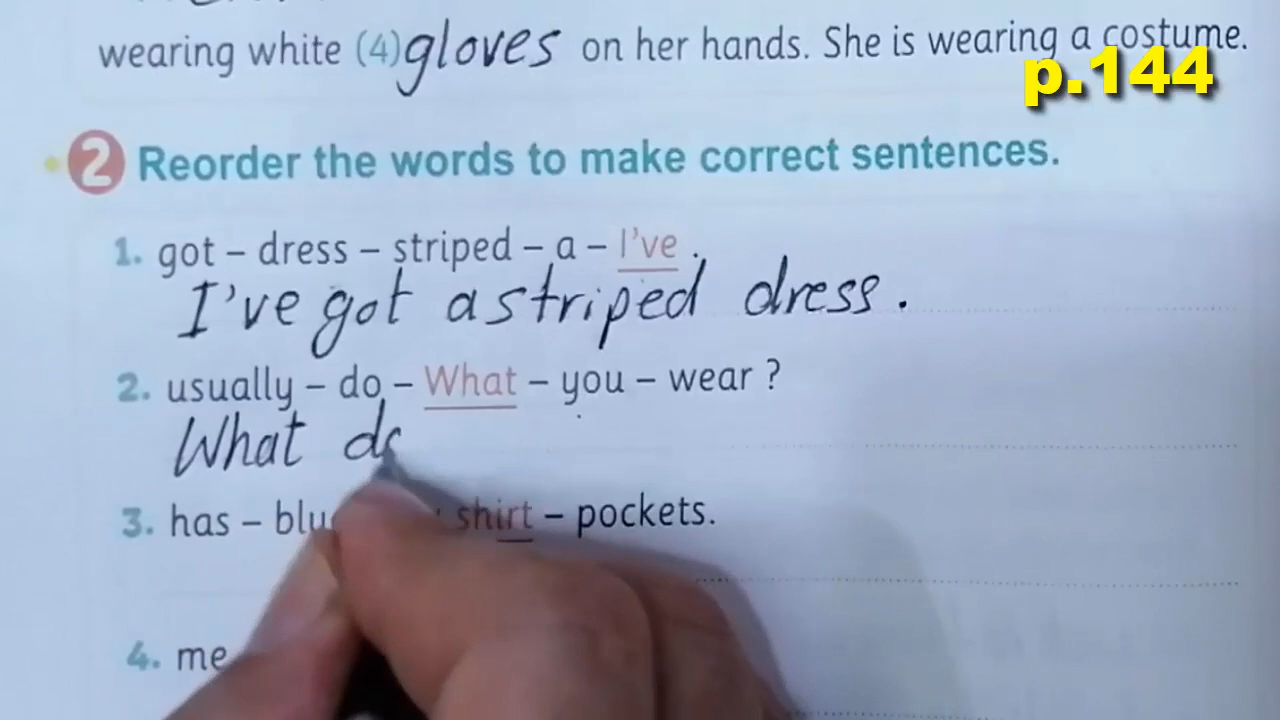 wearing white (4) gloves on her hands. She is wearing a costume.
p.144
2 Reorder the words to make correct sentences.
1. got – dress – striped – a – I've .
I've got a striped dress .
2. usually – do – What – you – wear ?
What do
3. has – shirt – pockets.
4. me